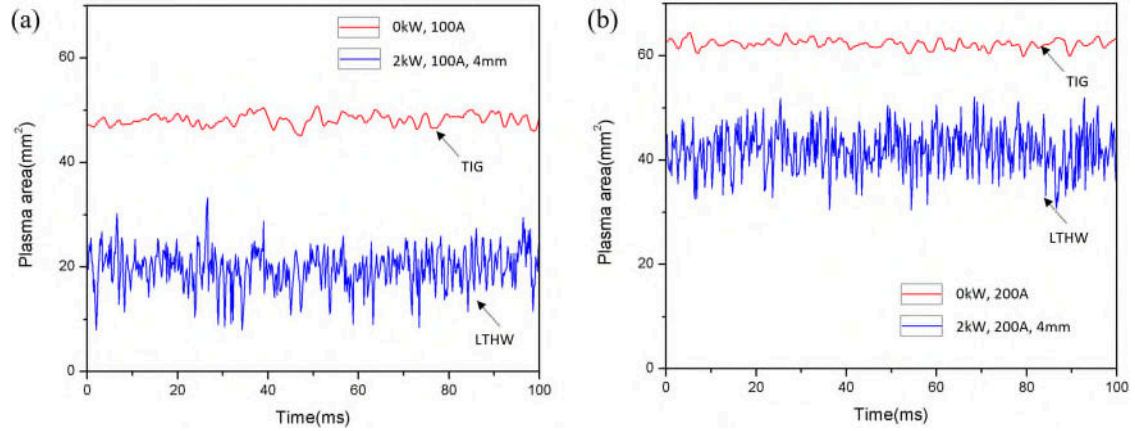 (a)
60
40
20
0
0 20 40 60 80 100
Plasma area(mm²)
Time(ms)
0kW, 100A
2kW, 100A, 4mm
TIG
LTHW
(b)
60
40
20
0
0 20 40 60 80 100
Plasma area(mm²)
Time(ms)
TIG
LTHW
0kW, 200A
2kW, 200A, 4mm